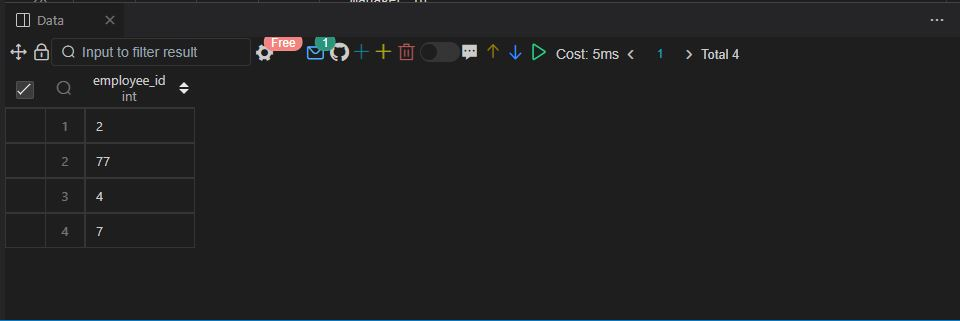 Data
Input to filter result
Free
1
Cost: 5ms
1
Total 4
employee_id
int
1 2
2 77
3 4
4 7